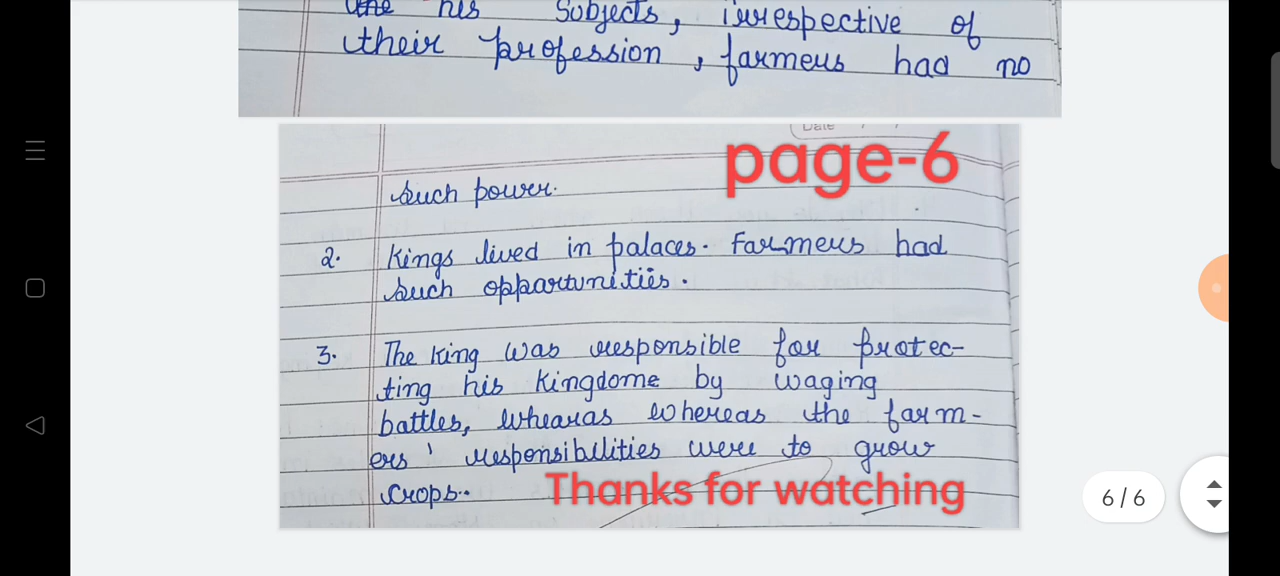 the his subjects, irrespective of
their profession, farmers had no
Date
page-6
such power.
2. Kings lived in palaces. Farmers had
such opportunities.
3. The King was responsible for protec-
ting his Kingdome by waging
battles, whearas whereas the farm-
ers' responsibilities were to grow
crops..
Thanks for watching
6/6